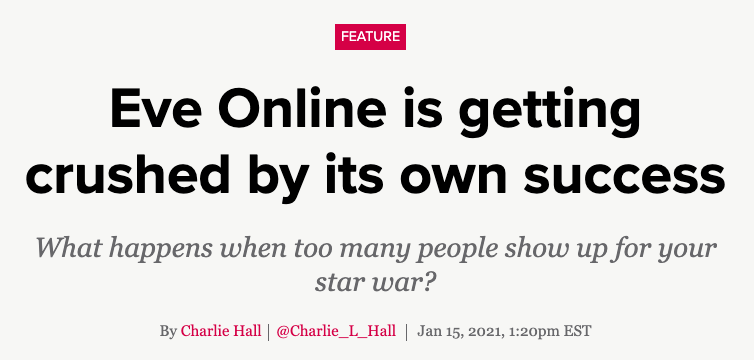 FEATURE
Eve Online is getting
crushed by its own success
What happens when too many people show up for your
star war?
By Charlie Hall | @Charlie_L_Hall | Jan 15, 2021, 1:20pm EST